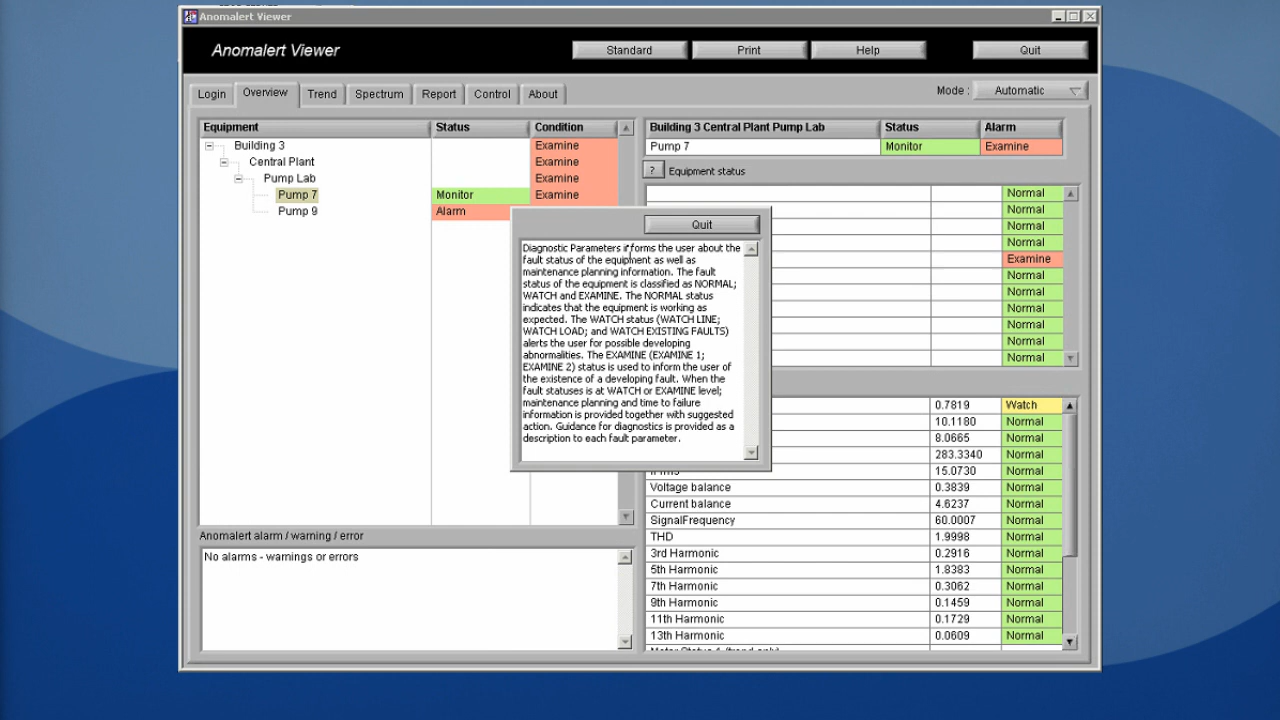 Anomalert Viewer
Anomalert Viewer
Standard
Print
Help
Quit
Login
Overview
Trend
Spectrum
Report
Control
About
Mode :
Automatic
Equipment
Status
Condition
Building 3
Examine
Central Plant
Examine
Pump Lab
Examine
Pump 7
Monitor
Examine
Pump 9
Alarm
Anomalert alarm / warning / error
No alarms - warnings or errors
Building 3 Central Plant Pump Lab
Status
Alarm
Pump 7
Monitor
Examine
?
Equipment status
Normal
Normal
Normal
Normal
Examine
Normal
Normal
Normal
Normal
Normal
Normal
Quit
Diagnostic Parameters informs the user about the
fault status of the equipment as well as
maintenance planning information. The fault
status of the equipment is classified as NORMAL;
WATCH and EXAMINE. The NORMAL status
indicates that the equipment is working as
expected. The WATCH status (WATCH LINE;
WATCH LOAD; and WATCH EXISTING FAULTS)
alerts the user for possible developing
abnormalities. The EXAMINE (EXAMINE 1;
EXAMINE 2) status is used to inform the user of
the existence of a developing fault. When the
fault statuses is at WATCH or EXAMINE level;
maintenance planning and time to failure
information is provided together with suggested
action. Guidance for diagnostics is provided as a
description to each fault parameter.
0.7819 Watch
10.1180 Normal
8.0665 Normal
283.3340 Normal
15.0730 Normal
Voltage balance 0.3839 Normal
Current balance 4.6237 Normal
SignalFrequency 60.0007 Normal
THD 1.9998 Normal
3rd Harmonic 0.2916 Normal
5th Harmonic 1.8383 Normal
7th Harmonic 0.3062 Normal
9th Harmonic 0.1459 Normal
11th Harmonic 0.1729 Normal
13th Harmonic 0.0609 Normal